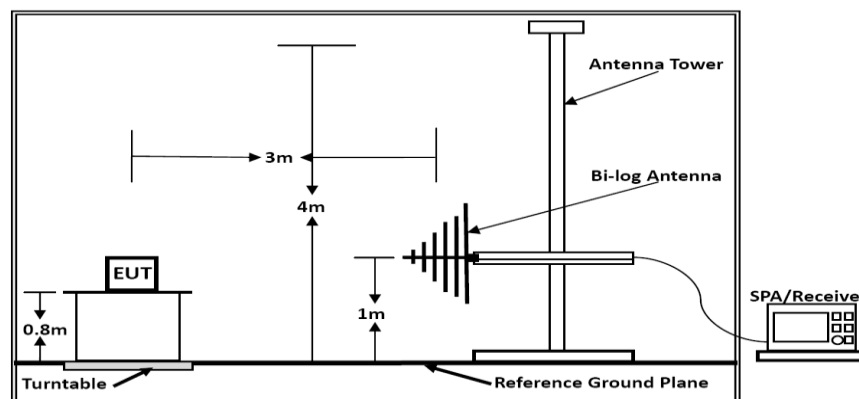 Antenna Tower
3m
Bi-log Antenna
4m
EUT
SPA/Receive
0.8m
1m
Turntable
Reference Ground Plane